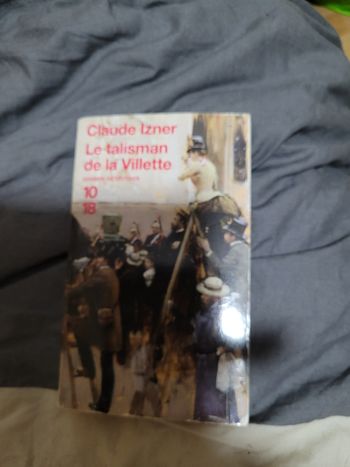 Claude Izner
Le talisman
de la Villette
10
18